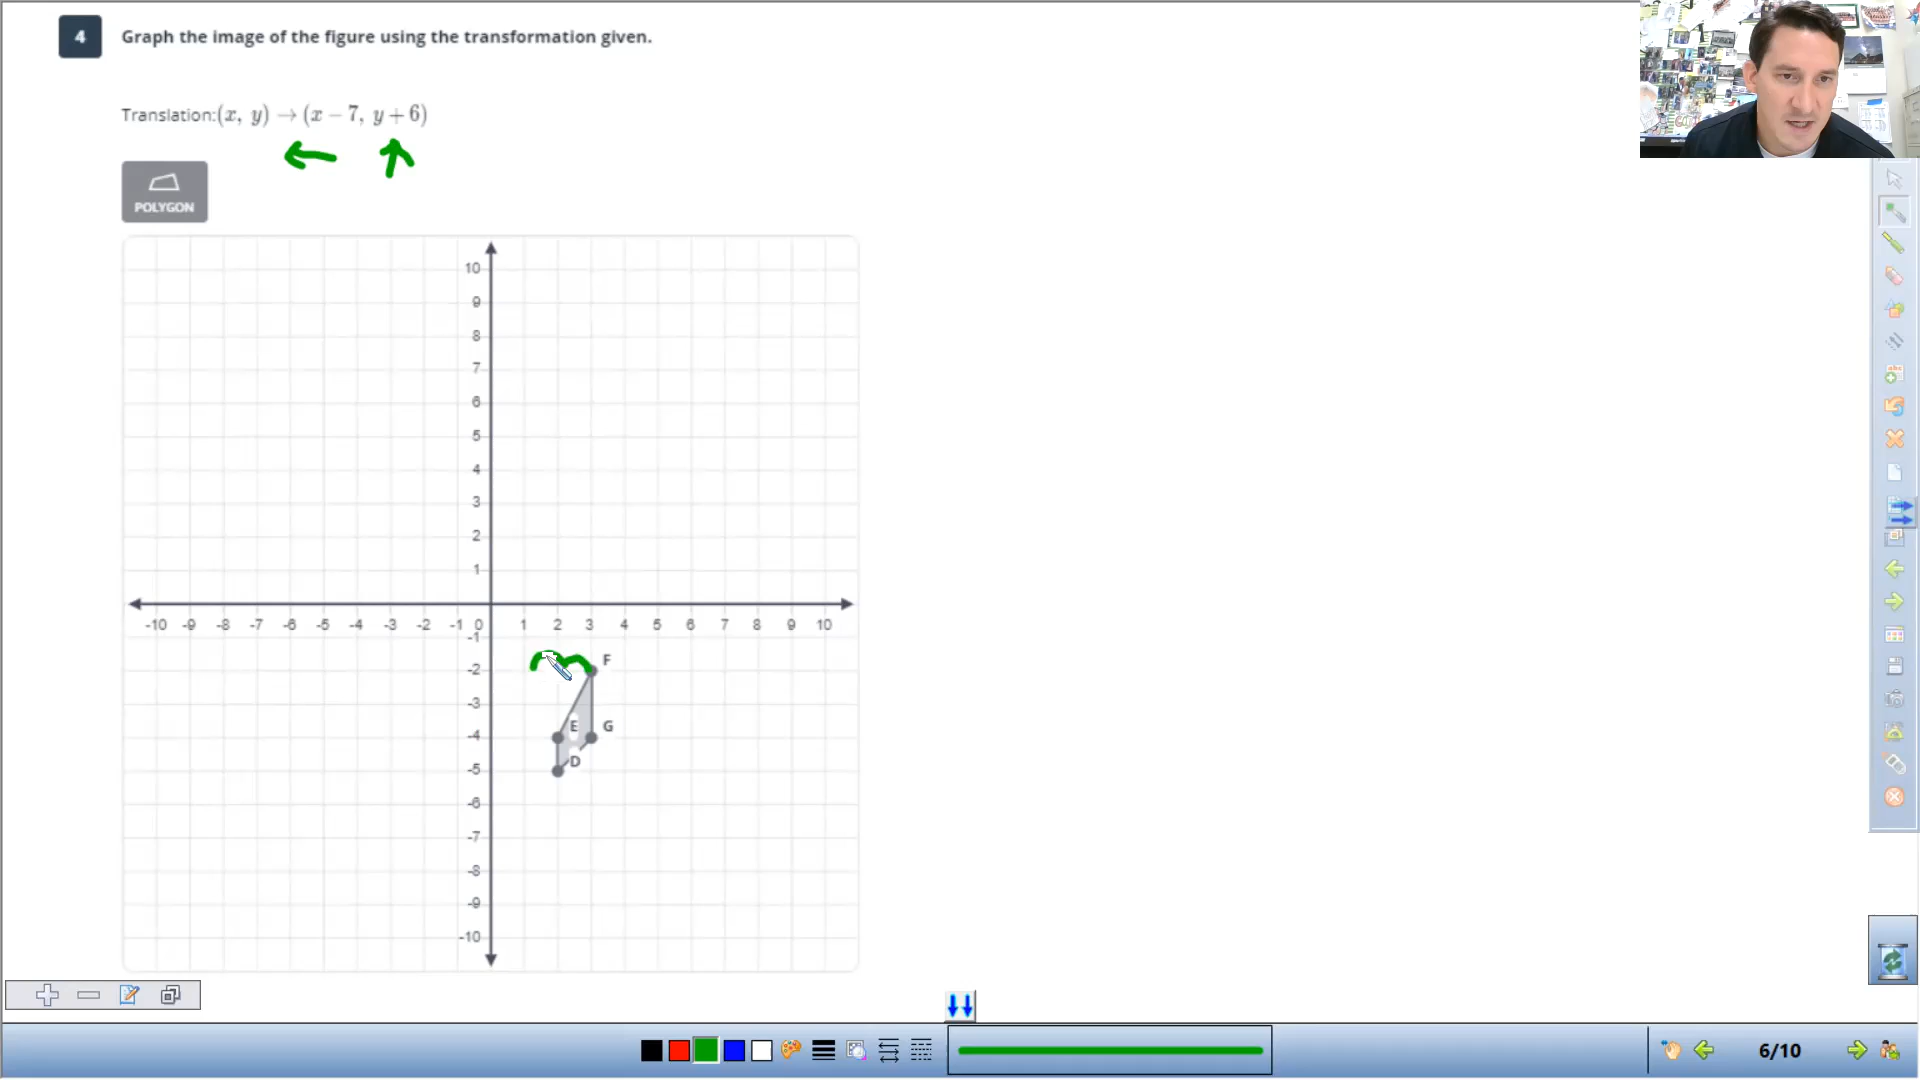 4 Graph the image of the figure using the transformation given.
Translation:(x, y) → (x − 7, y + 6)
POLYGON
10
9
8
7
6
5
4
3
2
1
-10 -9 -8 -7 -6 -5 -4 -3 -2 -1 0 1 2 3 4 5 6 7 8 9 10
-1
F
-2
-3
E G
-4
D
-5
-6
-7
-8
-9
-10
abc
6/10